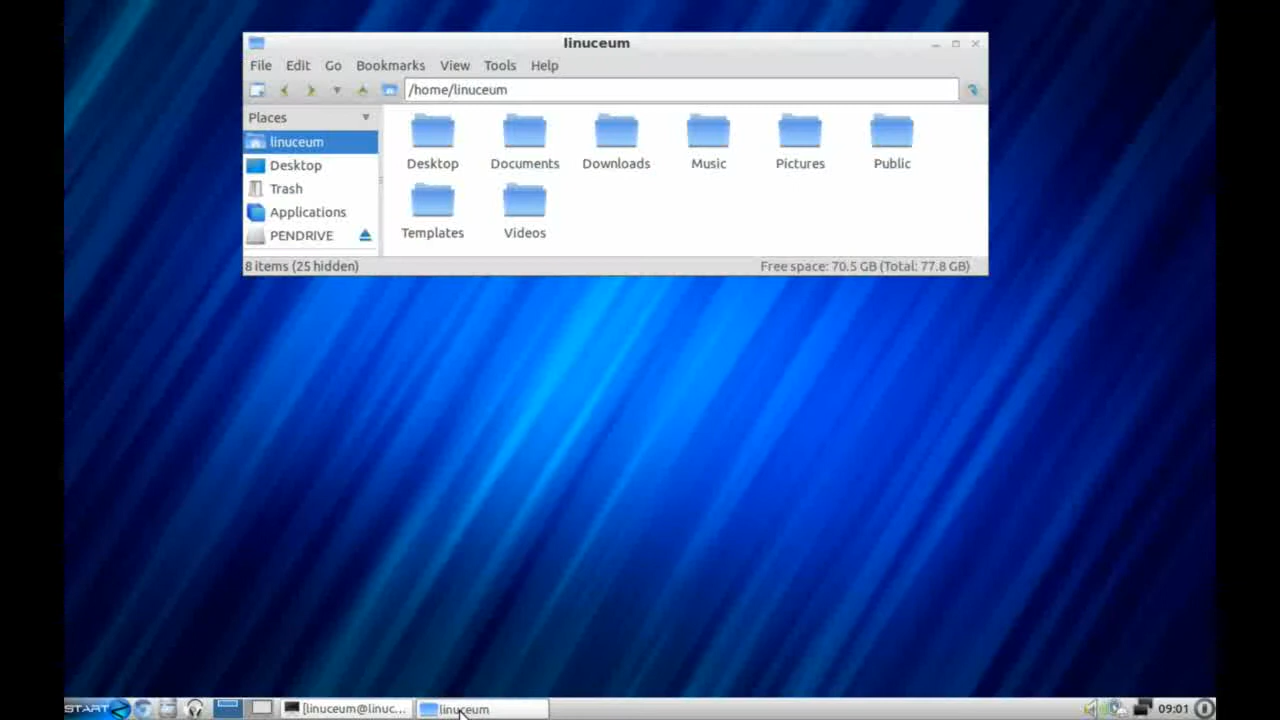 linuceum
File Edit Go Bookmarks View Tools Help
/home/linuceum
Places
linuceum
Desktop
Trash
Applications
PENDRIVE
Desktop Documents Downloads Music Pictures Public
Templates Videos
8 items (25 hidden) Free space: 70.5 GB (Total: 77.8 GB)
START [linuceum@linuc... linuceum 09:01